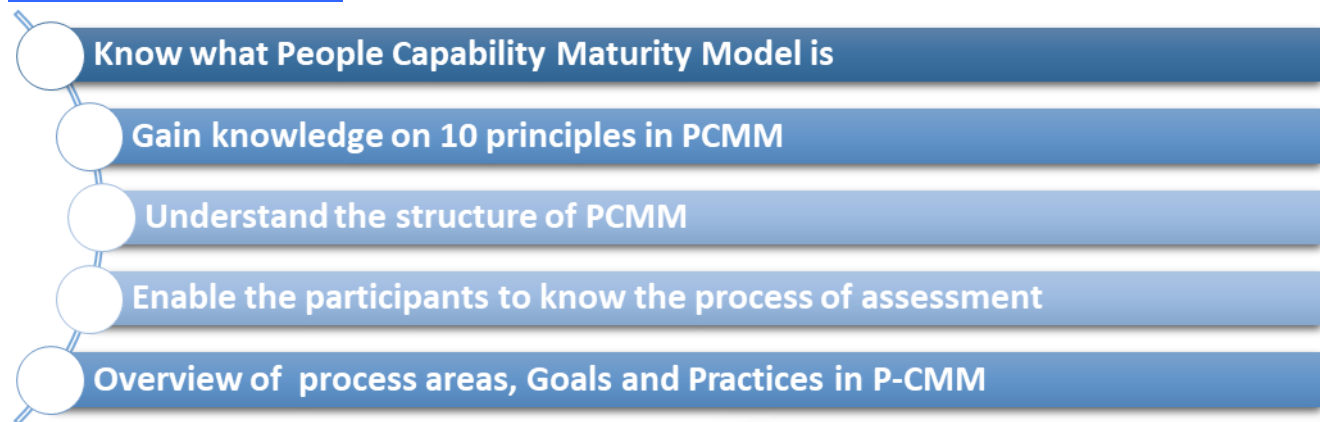 Know what People Capability Maturity Model is
Gain knowledge on 10 principles in PCMM
Understand the structure of PCMM
Enable the participants to know the process of assessment
Overview of  process areas, Goals and Practices in P-CMM